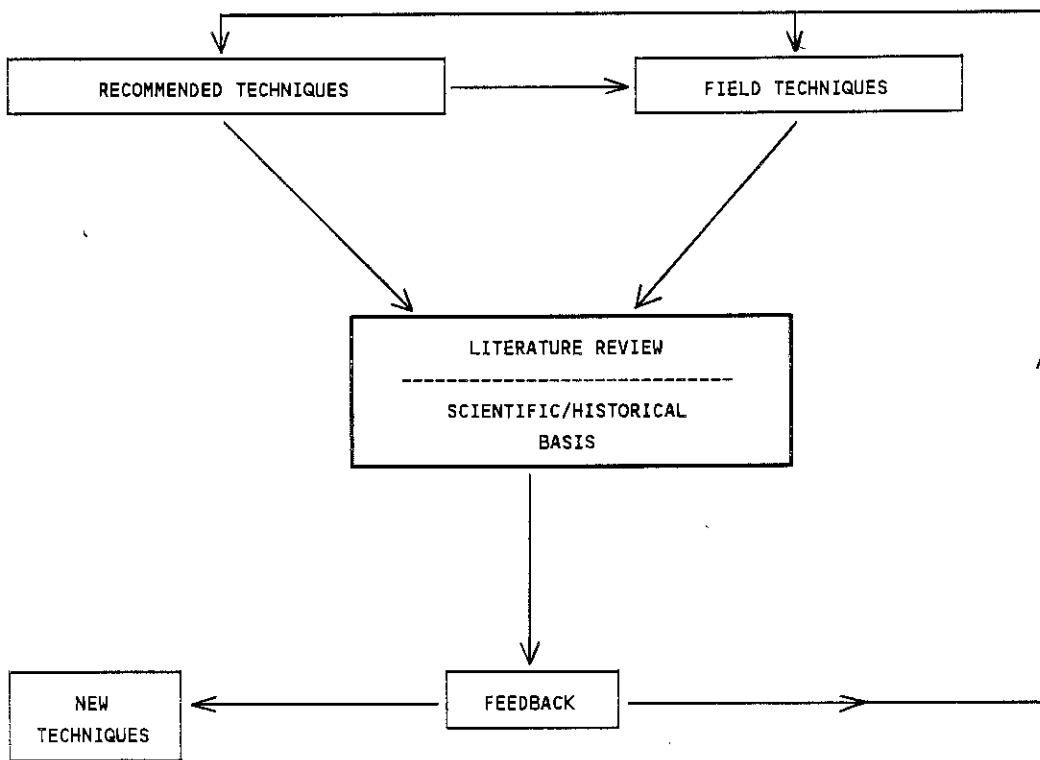 RECOMMENDED TECHNIQUES
FIELD TECHNIQUES
LITERATURE REVIEW
SCIENTIFIC/HISTORICAL
BASIS
NEW
TECHNIQUES
FEEDBACK